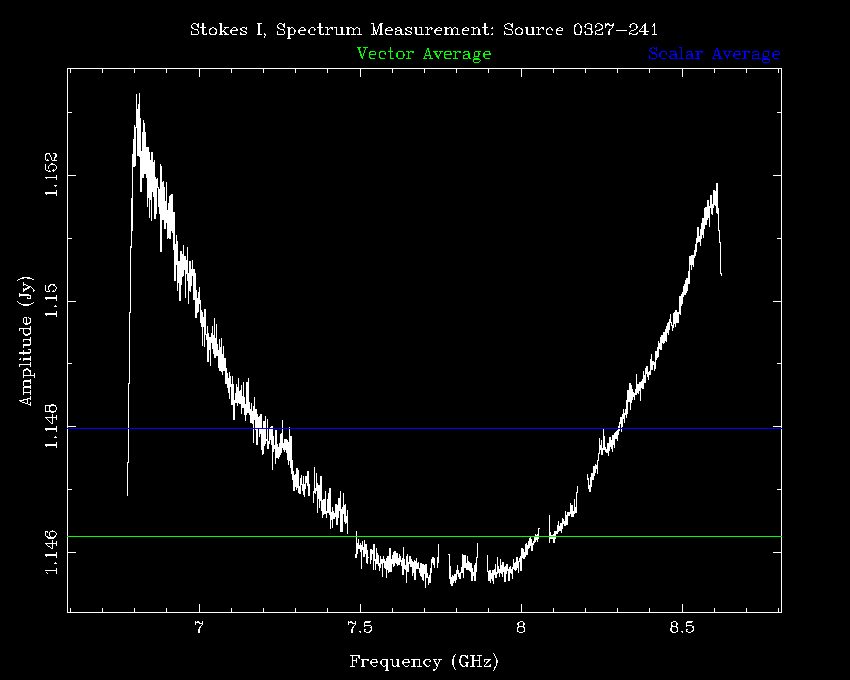 Stokes I, Spectrum Measurement: Source 0327−241
Vector Average
Scalar Average
1.152
1.15
1.148
1.146
Amplitude (Jy)
7
7.5
8
8.5
Frequency (GHz)